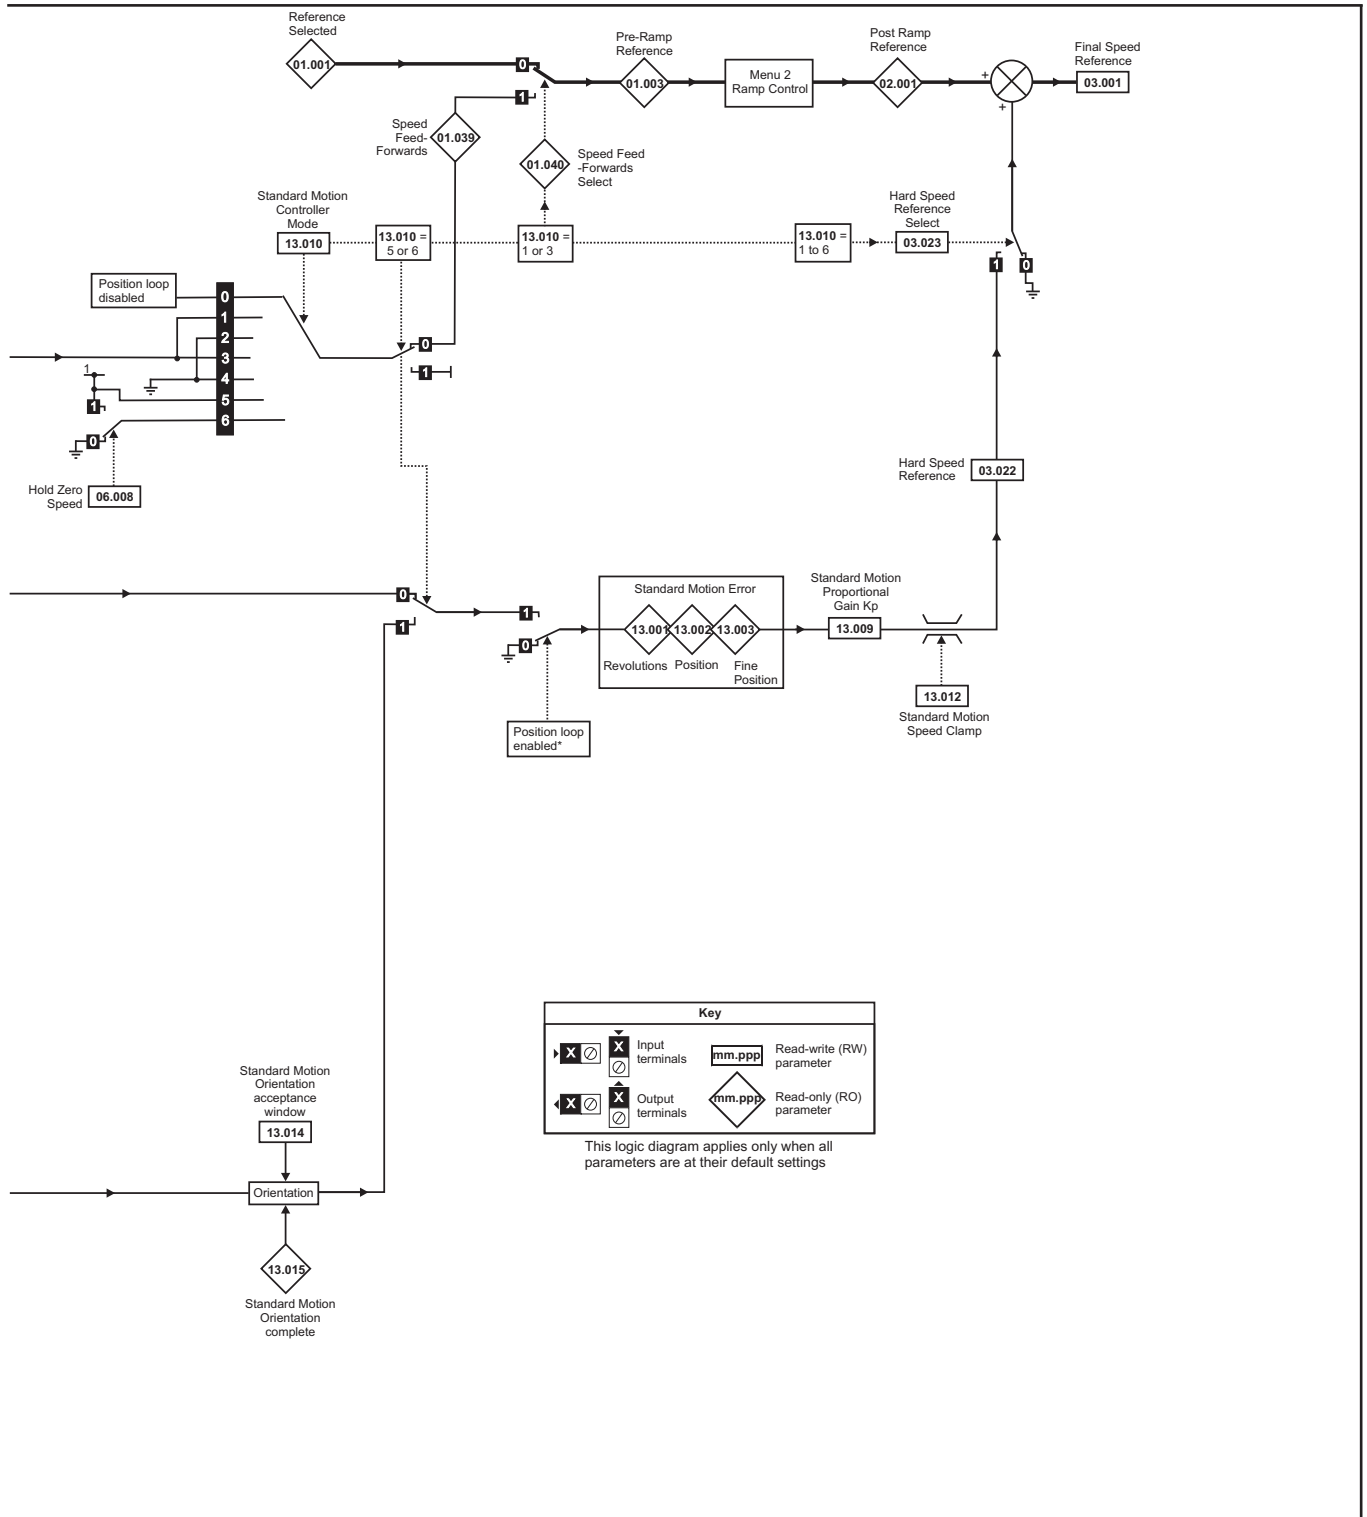 Reference
Selected
01.001
0
1
Pre-Ramp
Reference
01.003
Menu 2
Ramp Control
Post Ramp
Reference
02.001
+
+
Final Speed
Reference
03.001
Speed
Feed-
Forwards
01.039
01.040
Speed Feed
-Forwards
Select
Standard Motion
Controller
Mode
13.010
13.010 =
5 or 6
13.010 =
1 or 3
13.010 =
1 to 6
Hard Speed
Reference
Select
03.023
1
0
Position loop
disabled
0
1
2
3
4
5
6
0
1
1
1
0
Hold Zero
Speed
06.008
Hard Speed
Reference
03.022
0
1
1
0
Position loop
enabled*
Standard Motion Error
13.001
13.002
13.003
Revolutions
Position
Fine
Position
Standard Motion
Proportional
Gain Kp
13.009
13.012
Standard Motion
Speed Clamp
Standard Motion
Orientation
acceptance
window
13.014
Orientation
13.015
Standard Motion
Orientation
complete
Key
X
X
Input
terminals
mm.ppp
Read-write (RW)
parameter
X
X
Output
terminals
mm.ppp
Read-only (RO)
parameter
This logic diagram applies only when all
parameters are at their default settings